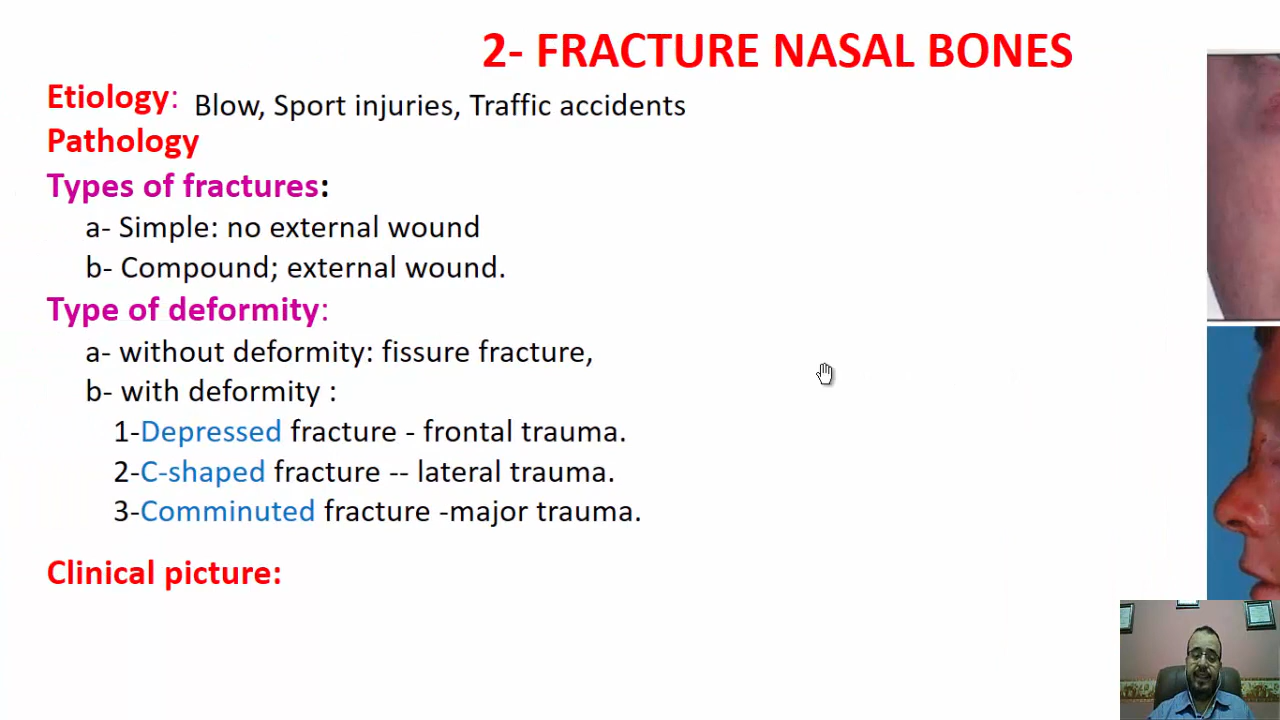 2- FRACTURE NASAL BONES
Etiology: Blow, Sport injuries, Traffic accidents
Pathology
Types of fractures:
a- Simple: no external wound
b- Compound; external wound.
Type of deformity:
a- without deformity: fissure fracture,
b- with deformity :
1-Depressed fracture - frontal trauma.
2-C-shaped fracture -- lateral trauma.
3-Comminuted fracture -major trauma.
Clinical picture: